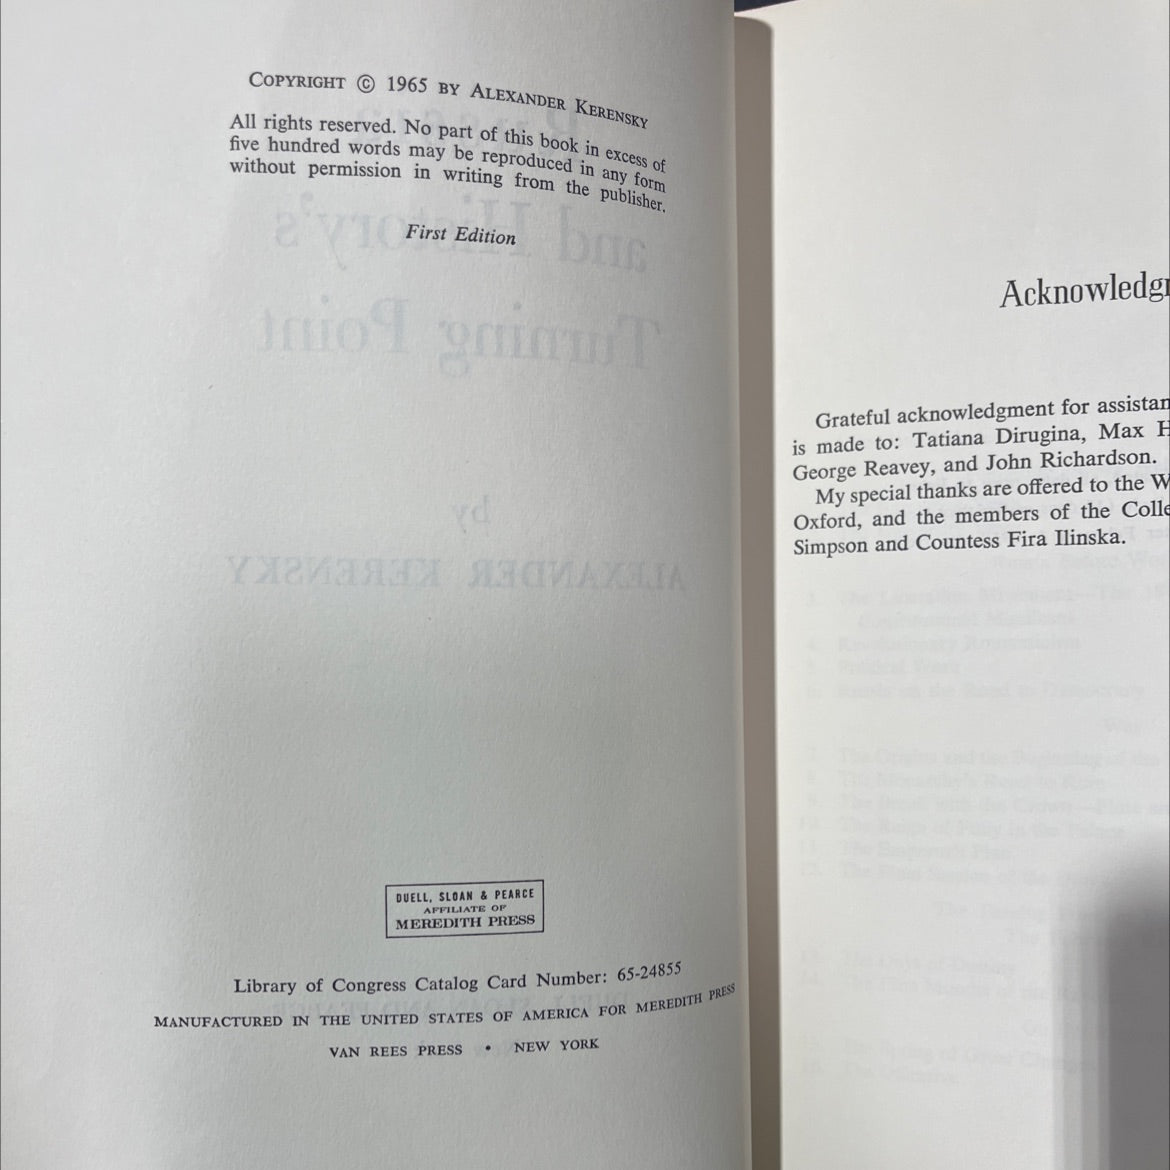 COPYRIGHT © 1965 BY ALEXANDER KERENSKY
All rights reserved. No part of this book in excess of
five hundred words may be reproduced in any form
without permission in writing from the publisher.
First Edition
DUELL, SLOAN & PEARCE
AFFILIATE OF
MEREDITH PRESS
Library of Congress Catalog Card Number: 65-24855
MANUFACTURED IN THE UNITED STATES OF AMERICA FOR MEREDITH PRESS
VAN REES PRESS • NEW YORK
Acknowledg
Grateful acknowledgment for assistan
is made to: Tatiana Dirugina, Max H
George Reavey, and John Richardson.
My special thanks are offered to the W
Oxford, and the members of the Colle
Simpson and Countess Fira Ilinska.